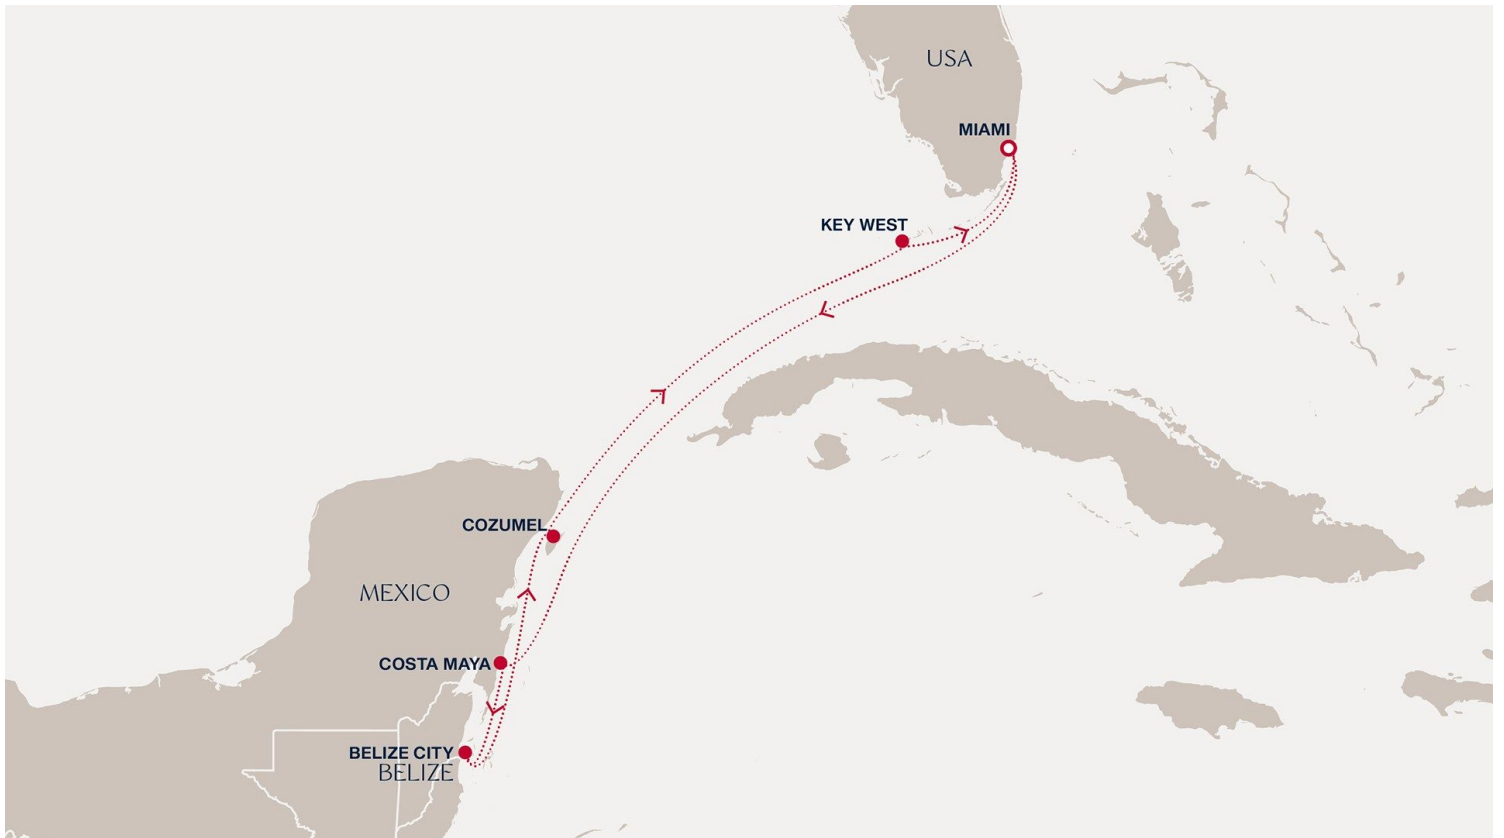 USA
MIAMI
KEY WEST
COZUMEL
MEXICO
COSTA MAYA
BELIZE CITY
BELIZE